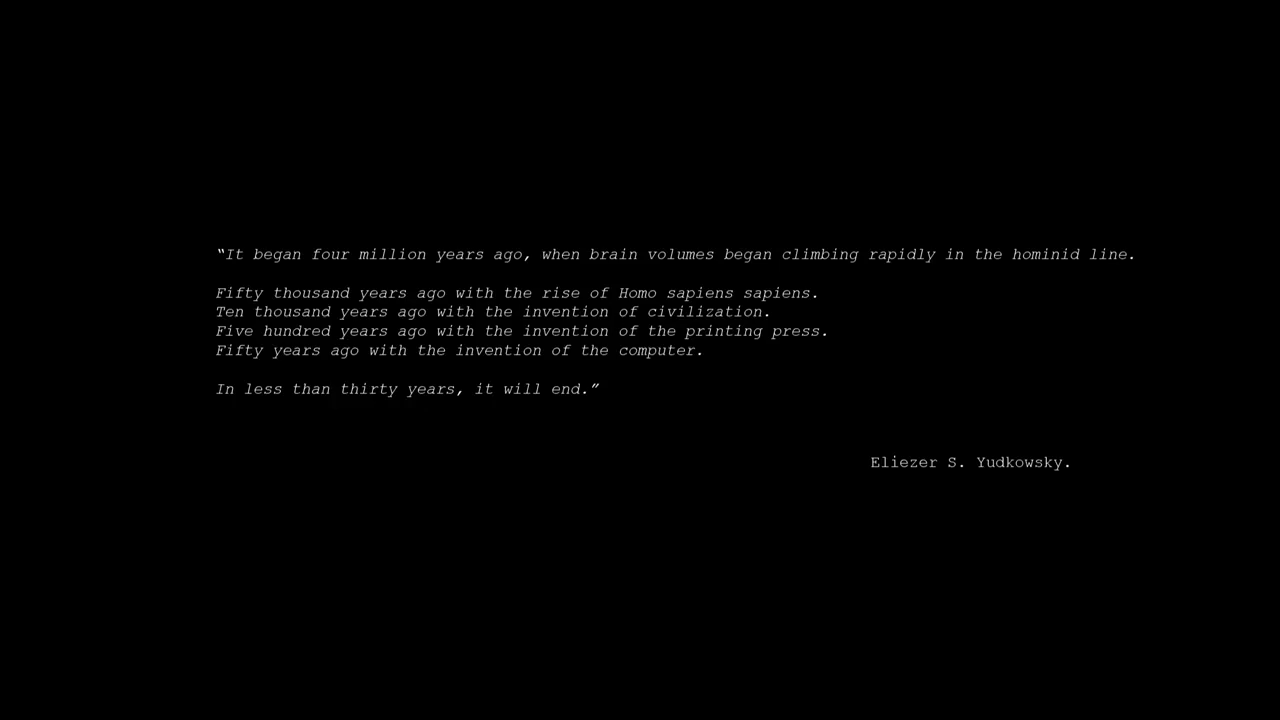 “It began four million years ago, when brain volumes began climbing rapidly in the hominid line.
Fifty thousand years ago with the rise of Homo sapiens sapiens.
Ten thousand years ago with the invention of civilization.
Five hundred years ago with the invention of the printing press.
Fifty years ago with the invention of the computer.
In less than thirty years, it will end.”
Eliezer S. Yudkowsky.